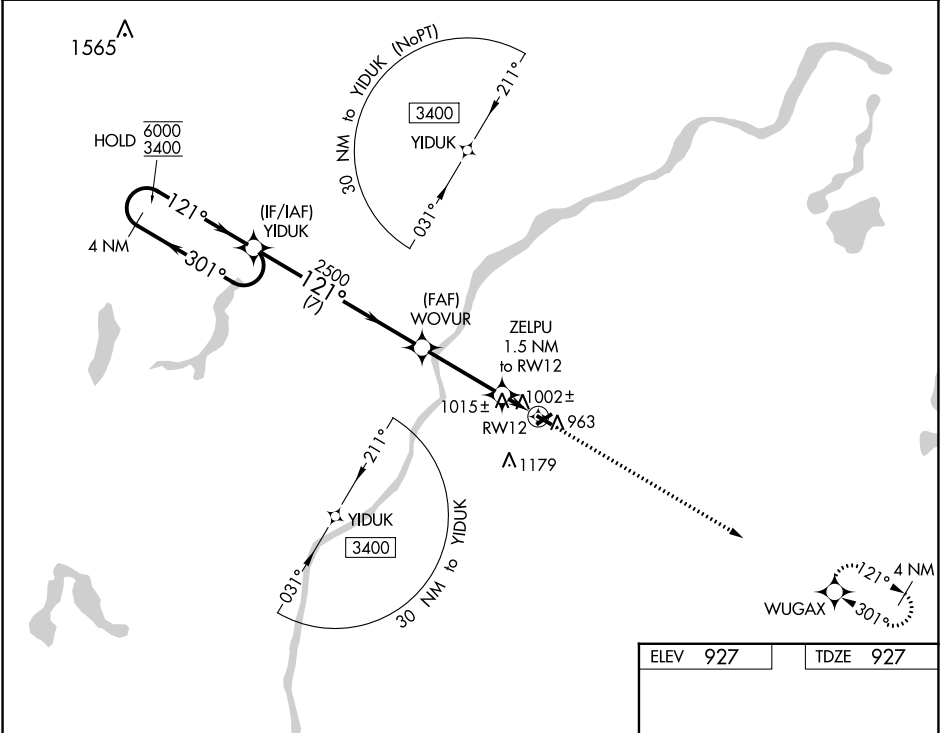 1565
30 NM to YIDUK (NoPT)
211°
3400
YIDUK
031°
HOLD 6000
3400
121°
4 NM
301°
(IF/IAF)
YIDUK
2500
121°
(7)
(FAF)
WOVUR
ZELPU
1.5 NM
to RW12
1015± 1002±
RW12 963
1179
211°
YIDUK
3400
031°
30 NM to YIDUK
121° 4 NM
WUGAX 301°
ELEV 927 TDZE 927